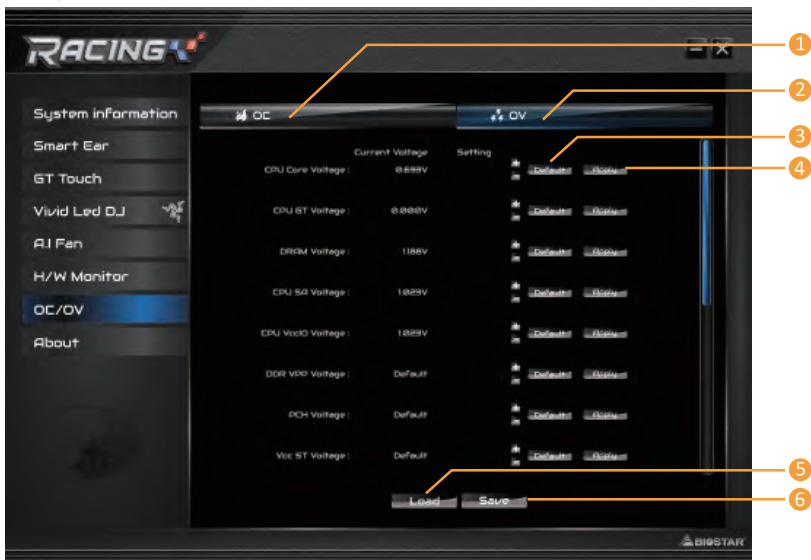 RACING
1
OC
OV
2
System information
Smart Ear
GT Touch
Vivid Led DJ
A.I Fan
H/W Monitor
OC/OV
About
Current Voltage Setting
3
4
CPU Core Voltage : 0.699V Default Apply
CPU GT Voltage : 0.000V Default Apply
DRAM Voltage : 1.188V Default Apply
CPU SA Voltage : 1.029V Default Apply
CPU VccIO Voltage : 1.029V Default Apply
DDR VPP Voltage : Default Default Apply
PCH Voltage : Default Default Apply
Vcc ST Voltage : Default Default Apply
5
Load Save
6
BIOSTAR